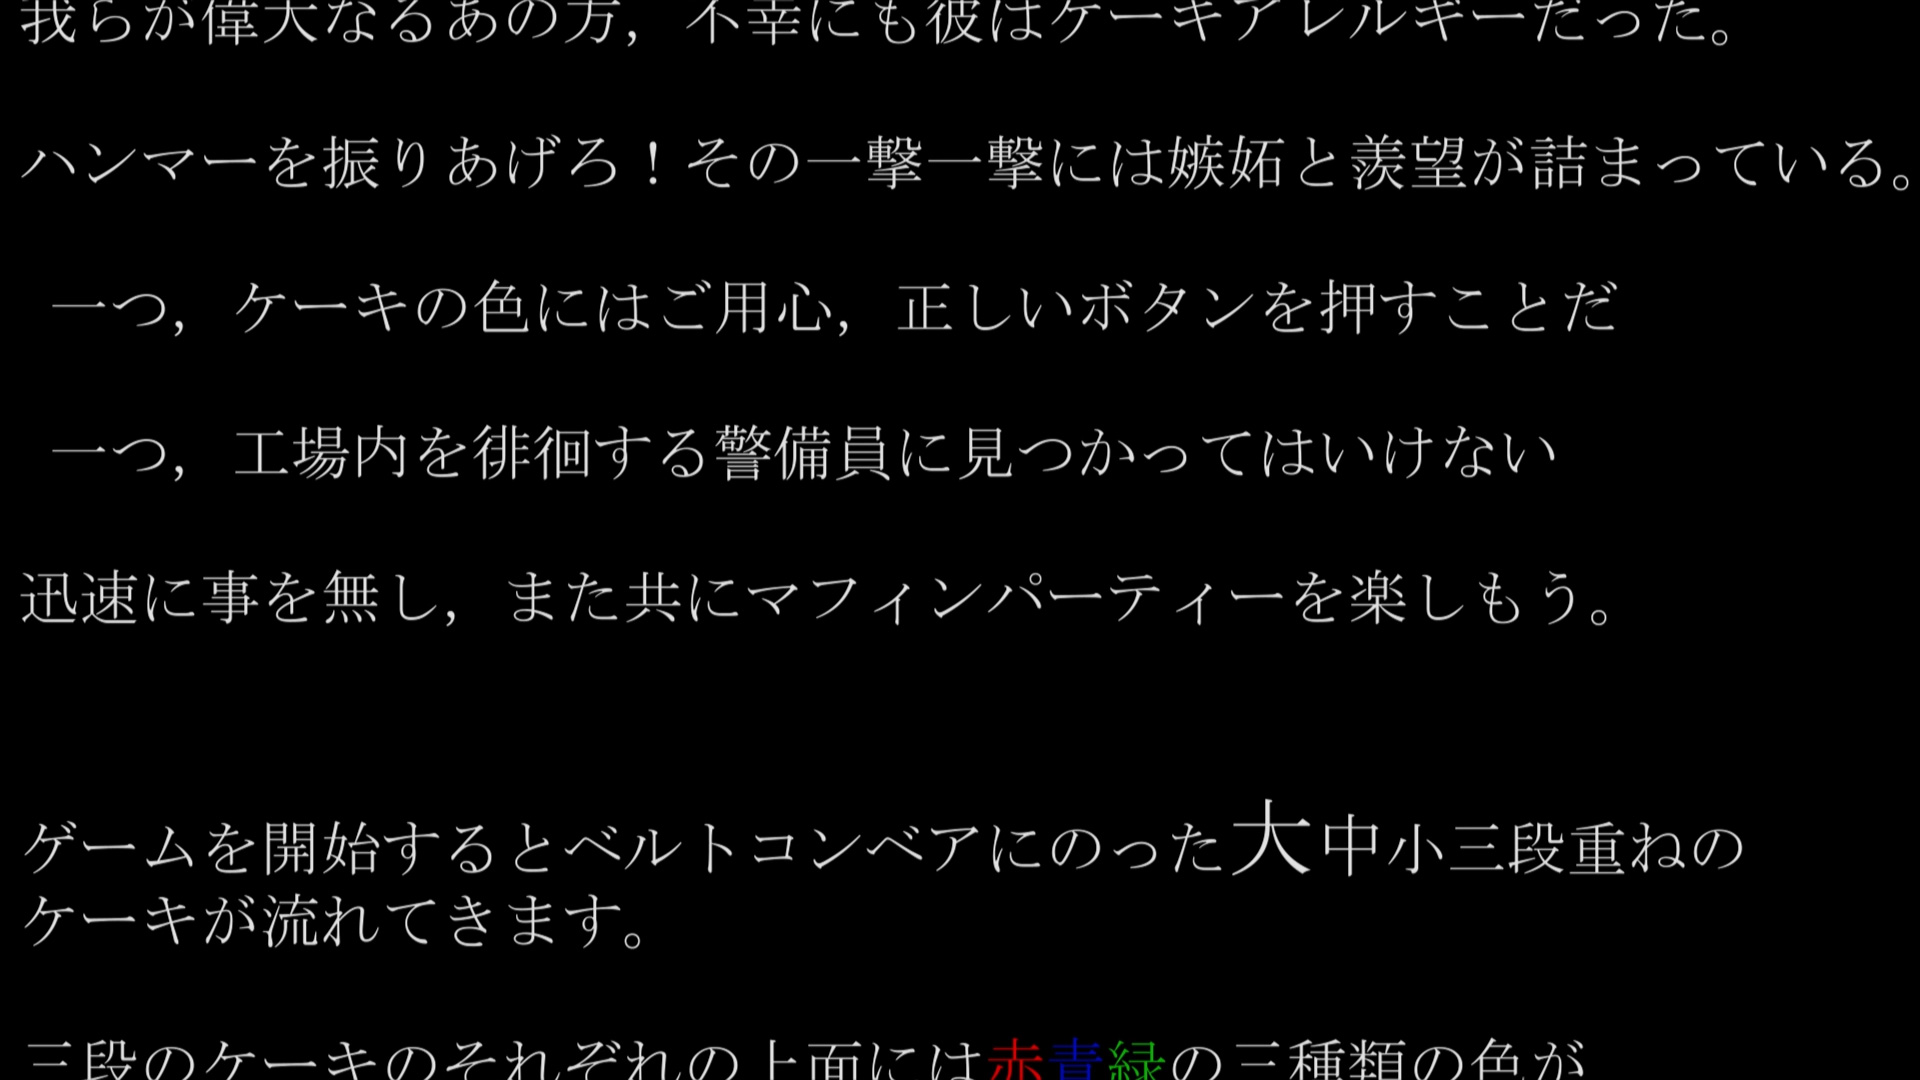 我らが偉大なるあの方，不幸にも彼はケーキアレルギーだった。
ハンマーを振りあげろ！その一撃一撃には嫉妬と羨望が詰まっている。
一つ，ケーキの色にはご用心，正しいボタンを押すことだ
一つ，工場内を徘徊する警備員に見つかってはいけない
迅速に事を無し，また共にマフィンパーティーを楽しもう。
ゲームを開始するとベルトコンベアにのった大中小三段重ねの
ケーキが流れてきます。
三段のケーキのそれぞれの上面には赤青緑の三種類の色が